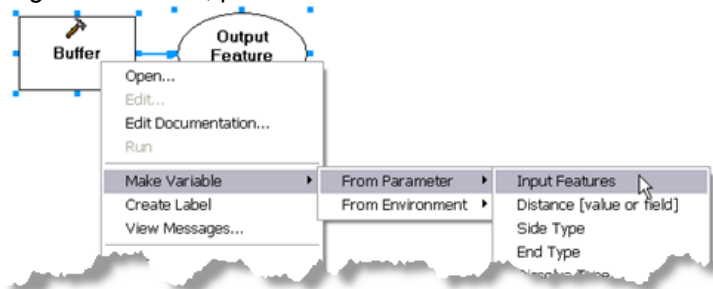 Buffer
Output
Feature
Open...
Edit...
Edit Documentation...
Run
Make Variable
From Parameter
Input Features
Create Label
From Environment
Distance [value or field]
View Messages...
Side Type
End Type